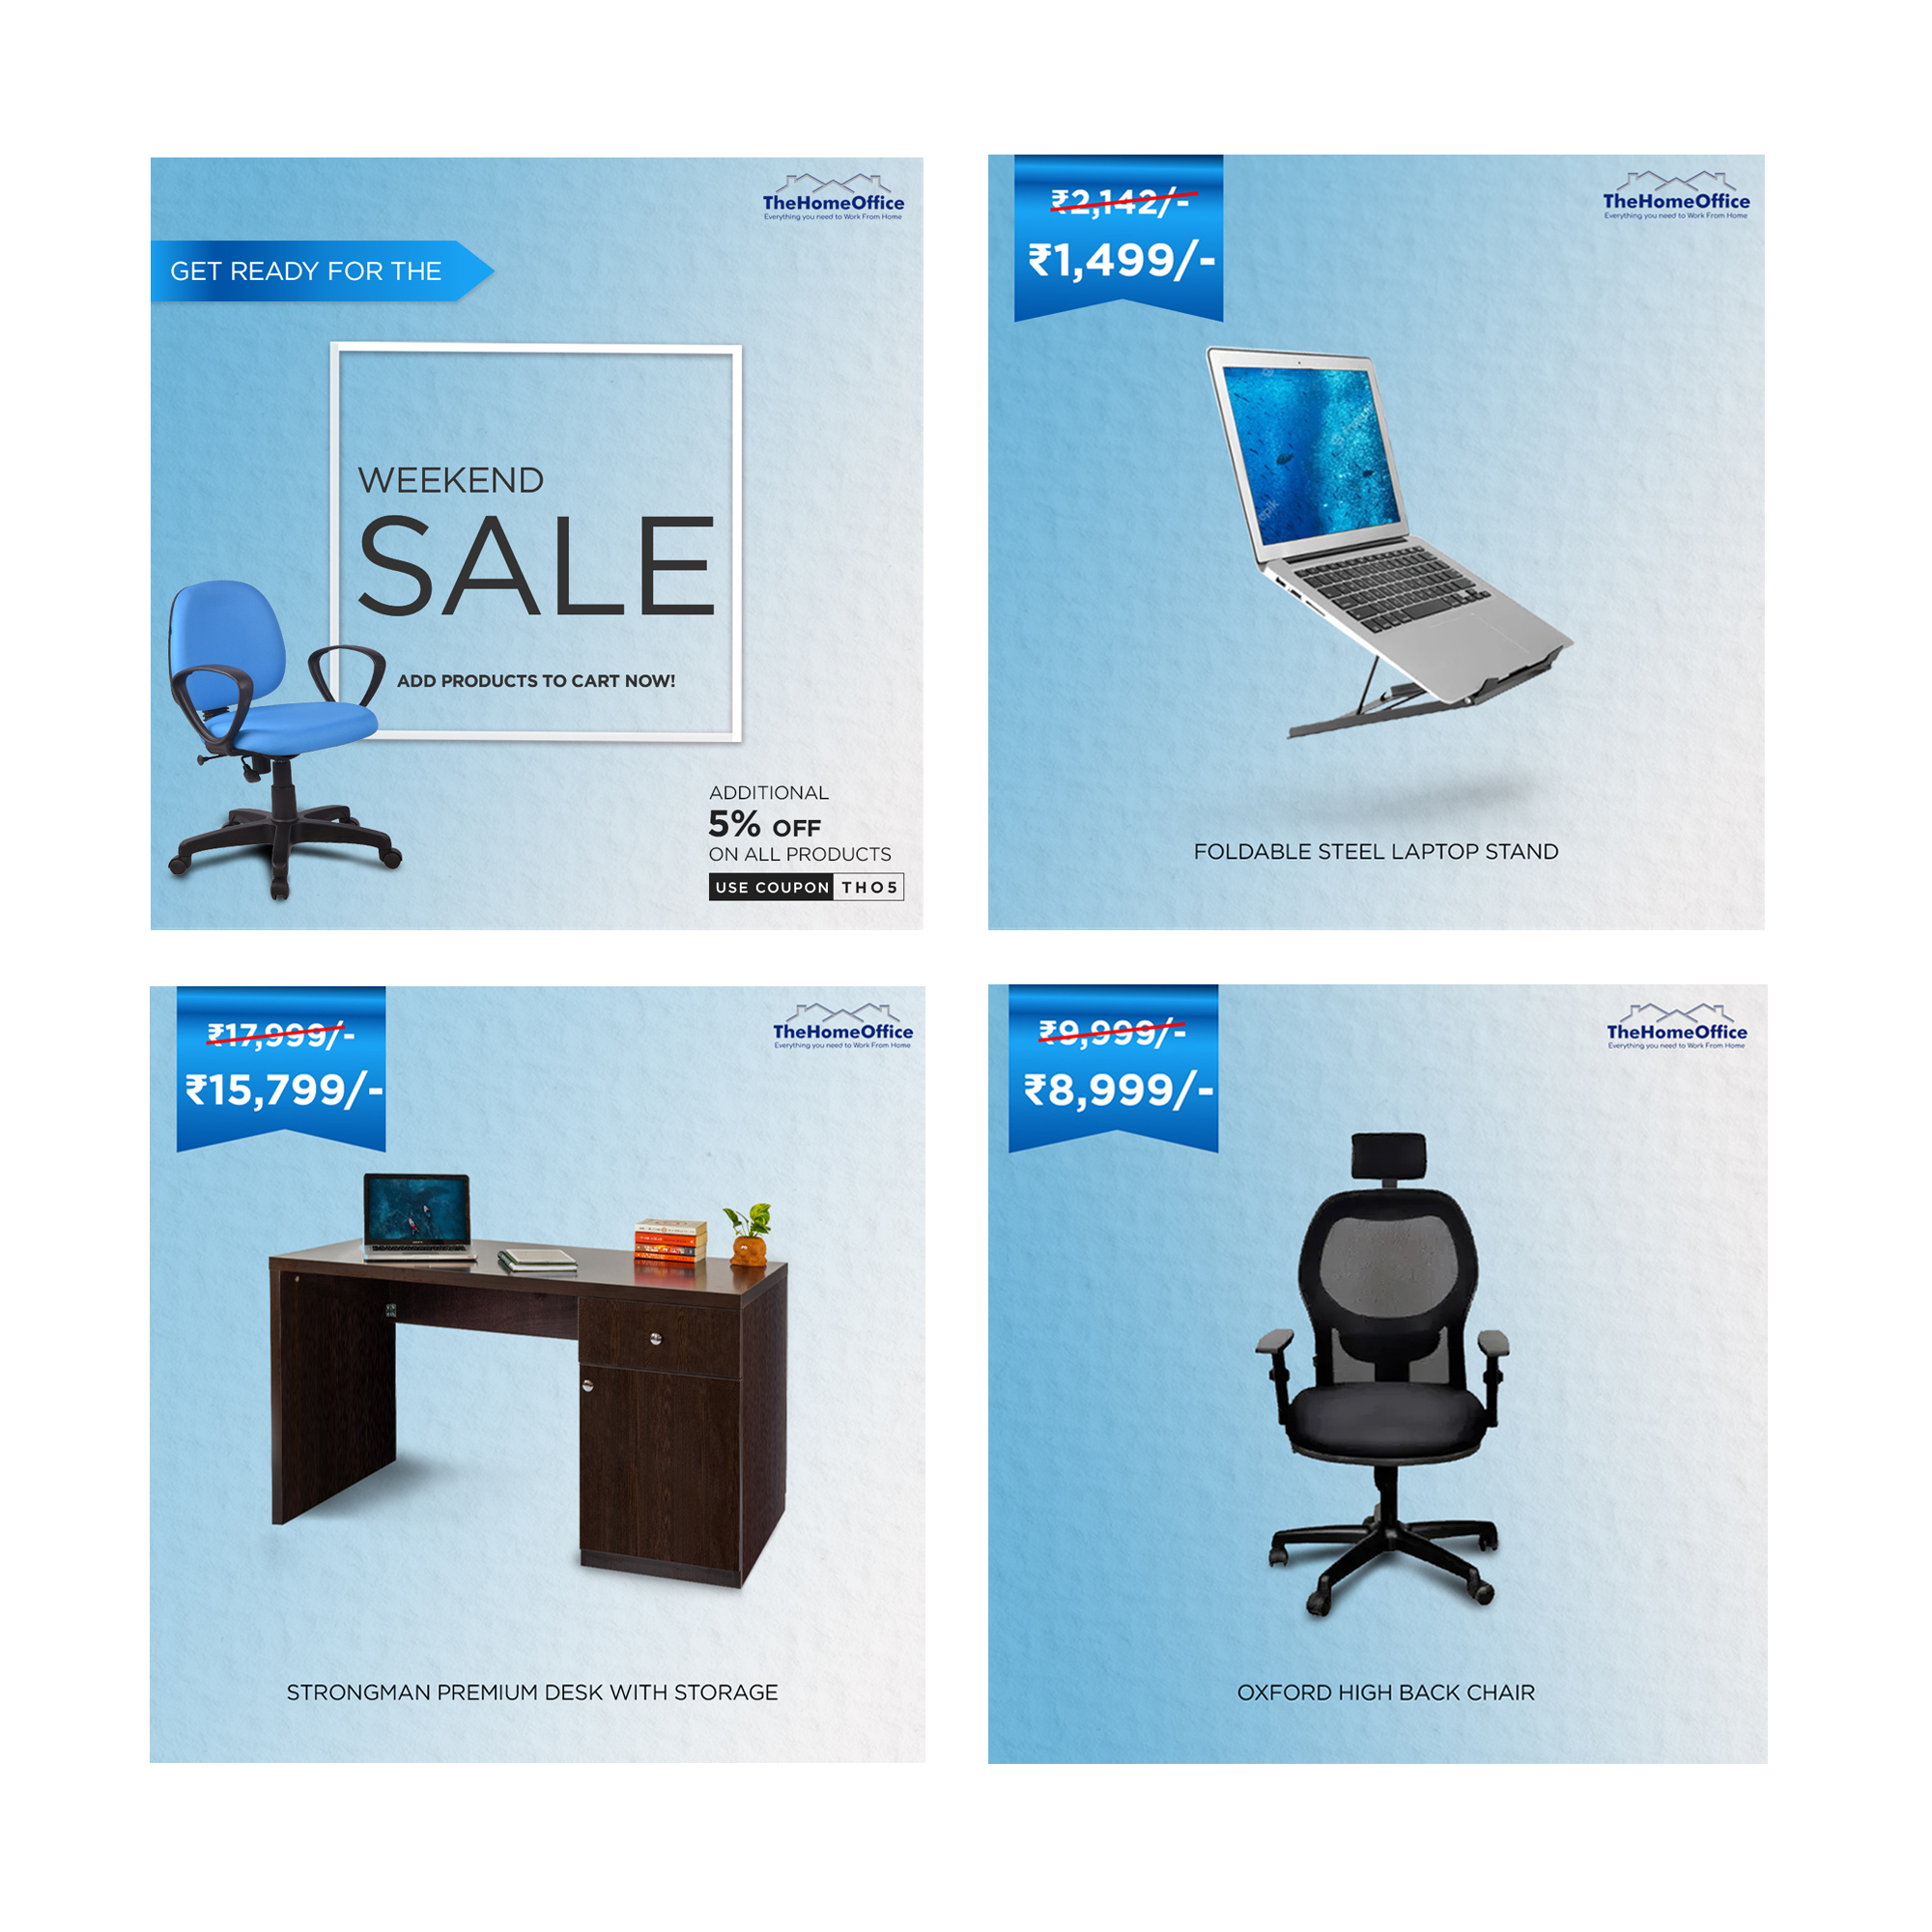 TheHomeOffice
Everything you need to Work From Home
GET READY FOR THE
WEEKEND
SALE
ADD PRODUCTS TO CART NOW!
ADDITIONAL
5% OFF
ON ALL PRODUCTS
USE COUPON THO5
₹2,142/-
₹1,499/-
TheHomeOffice
Everything you need to Work From Home
FOLDABLE STEEL LAPTOP STAND
₹17,999/-
₹15,799/-
TheHomeOffice
Everything you need to Work From Home
STRONGMAN PREMIUM DESK WITH STORAGE
₹9,999/-
₹8,999/-
TheHomeOffice
Everything you need to Work From Home
OXFORD HIGH BACK CHAIR